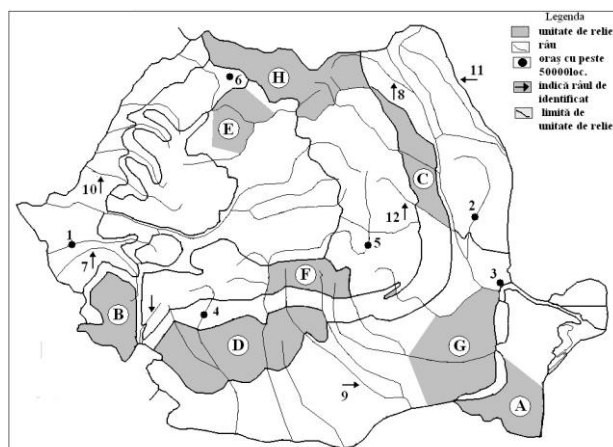 Legenda
unitate de relie
râu
oraș cu peste
50000loc.
indică râul de
identificat
limită de
unitate de relie
H
6
11
8
E
C
10
2
12
1
5
7
F
3
B
4
D
G
9
A